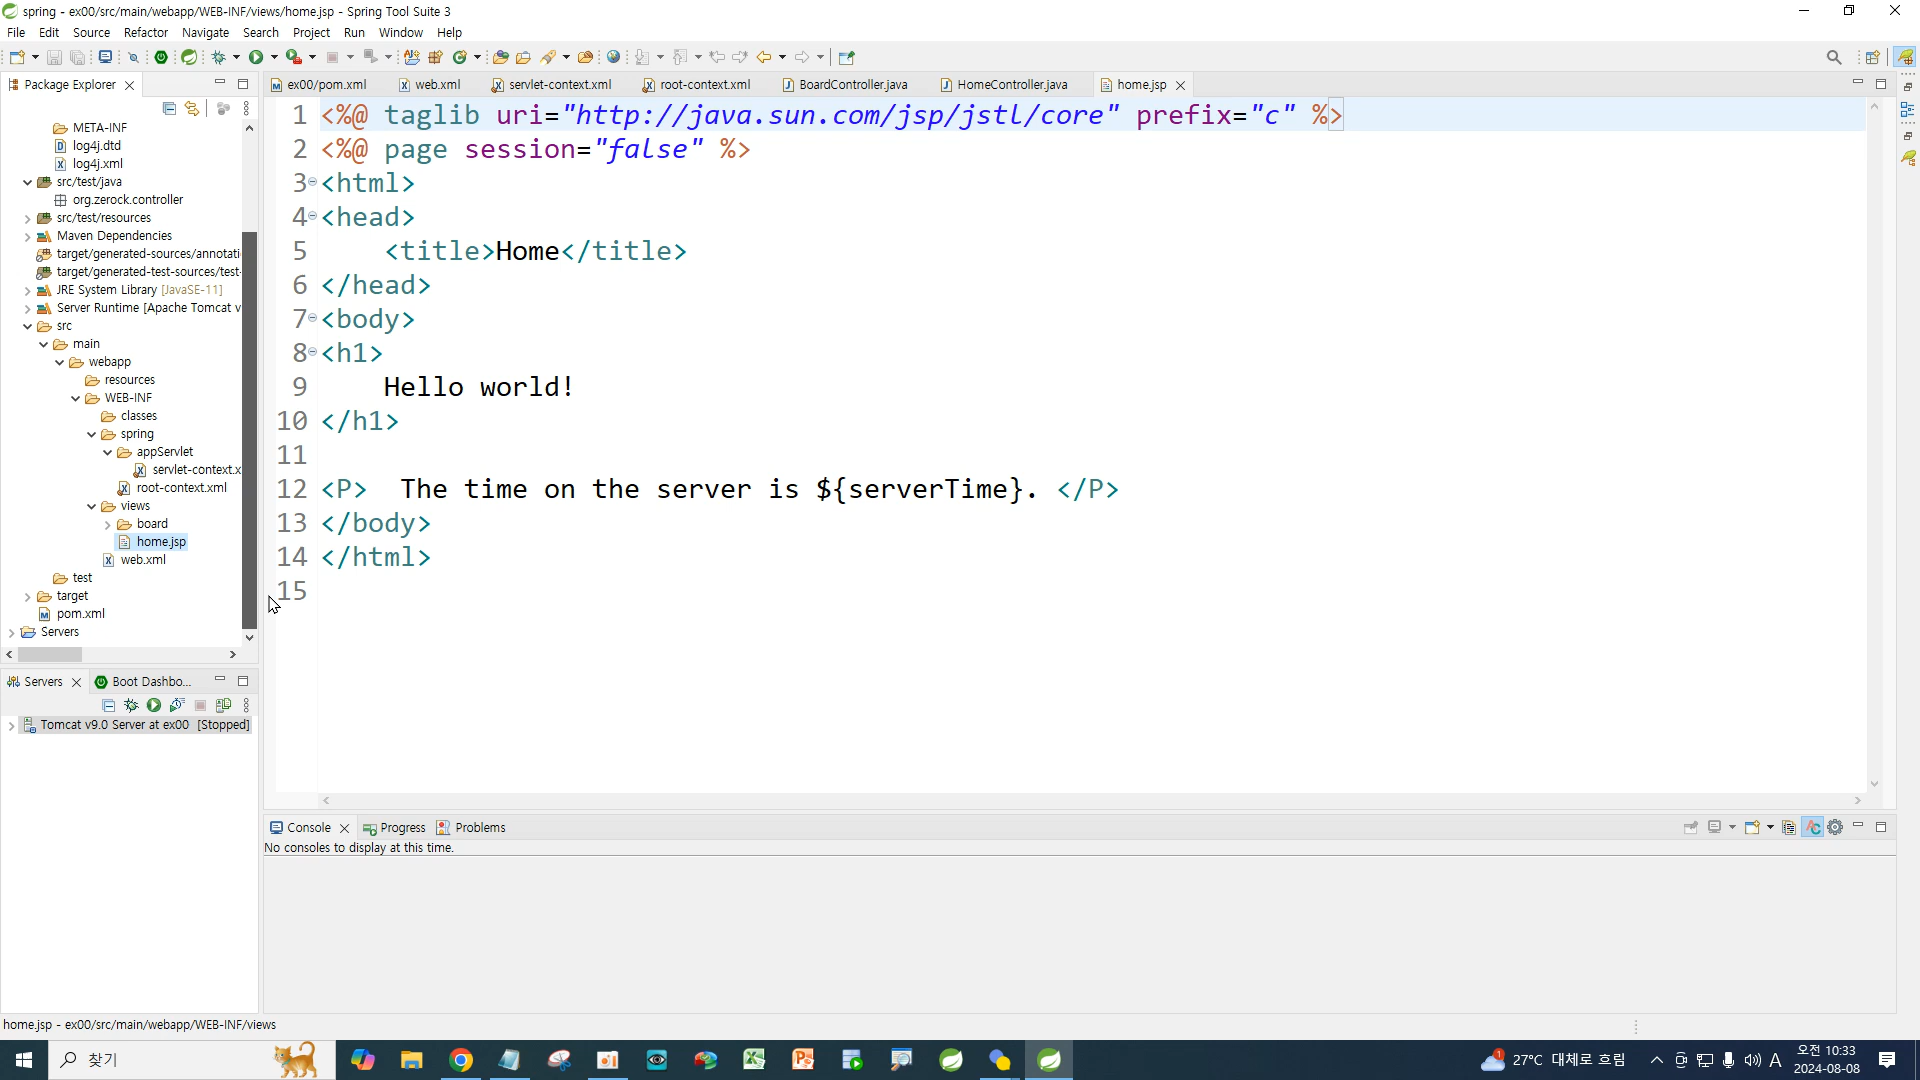 spring - ex00/src/main/webapp/WEB-INF/views/home.jsp - Spring Tool Suite 3
File Edit Source Refactor Navigate Search Project Run Window Help
Package Explorer
META-INF
log4j.dtd
log4j.xml
src/test/java
org.zerock.controller
src/test/resources
Maven Dependencies
target/generated-sources/annotati
target/generated-test-sources/test-
JRE System Library [JavaSE-11]
Server Runtime [Apache Tomcat v
src
main
webapp
resources
WEB-INF
classes
spring
appServlet
servlet-context.x
root-context.xml
views
board
home.jsp
web.xml
test
target
pom.xml
Servers
Servers Boot Dashbo...
Tomcat v9.0 Server at ex00 [Stopped]
ex00/pom.xml web.xml servlet-context.xml root-context.xml BoardController.java HomeController.java home.jsp
1 <%@ taglib uri="http://java.sun.com/jsp/jstl/core" prefix="c" %>
2 <%@ page session="false" %>
3 <html>
4 <head>
5 <title>Home</title>
6 </head>
7 <body>
8 <h1>
9 Hello world!
10 </h1>
11
12 <P> The time on the server is ${serverTime}. </P>
13 </body>
14 </html>
15
Console Progress Problems
No consoles to display at this time.
home.jsp - ex00/src/main/webapp/WEB-INF/views
찾기
27°C 대체로 흐림
A
오전 10:33
2024-08-08